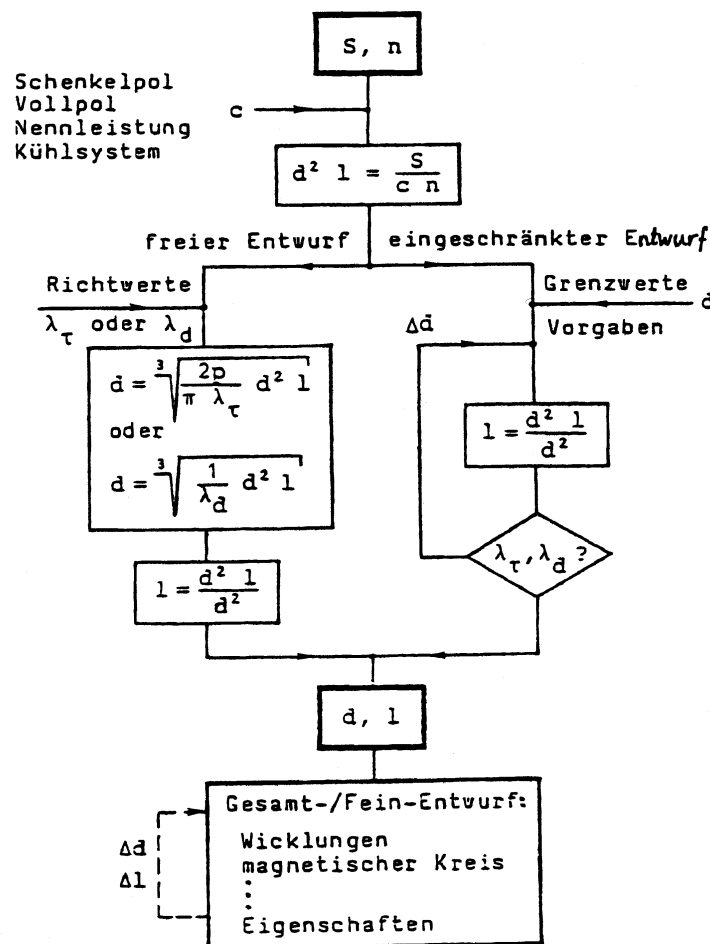 S, n
Schenkelpol
Vollpol
Nennleistung
Kühlsystem
c
d² l = S / c n
freier Entwurf
eingeschränkter Entwurf
Richtwerte
λτ oder λd
Grenzwerte
d
Vorgaben
Δd
d = ³√(2p / π λτ d² l)
oder
d = ³√(1 / λd d² l)
l = d² l / d²
l = d² l / d²
λτ, λd ?
d, l
Gesamt-/Fein-Entwurf:
Wicklungen
magnetischer Kreis
⋮
Eigenschaften
Δd
Δl